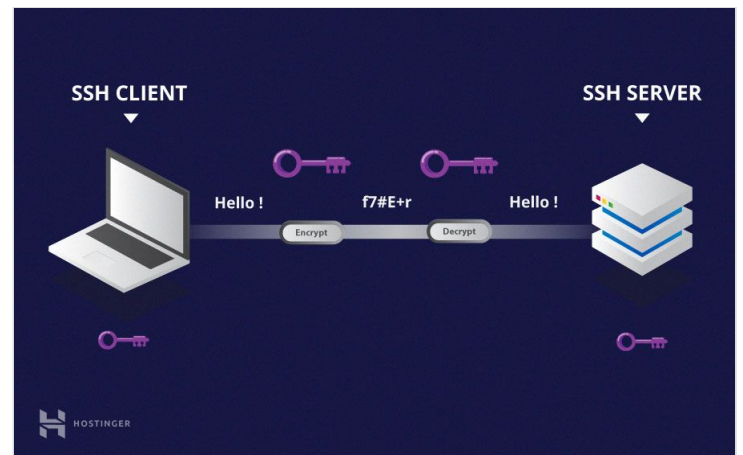 SSH CLIENT
SSH SERVER
Hello !
f7#E+r
Hello !
Encrypt
Decrypt
HOSTINGER